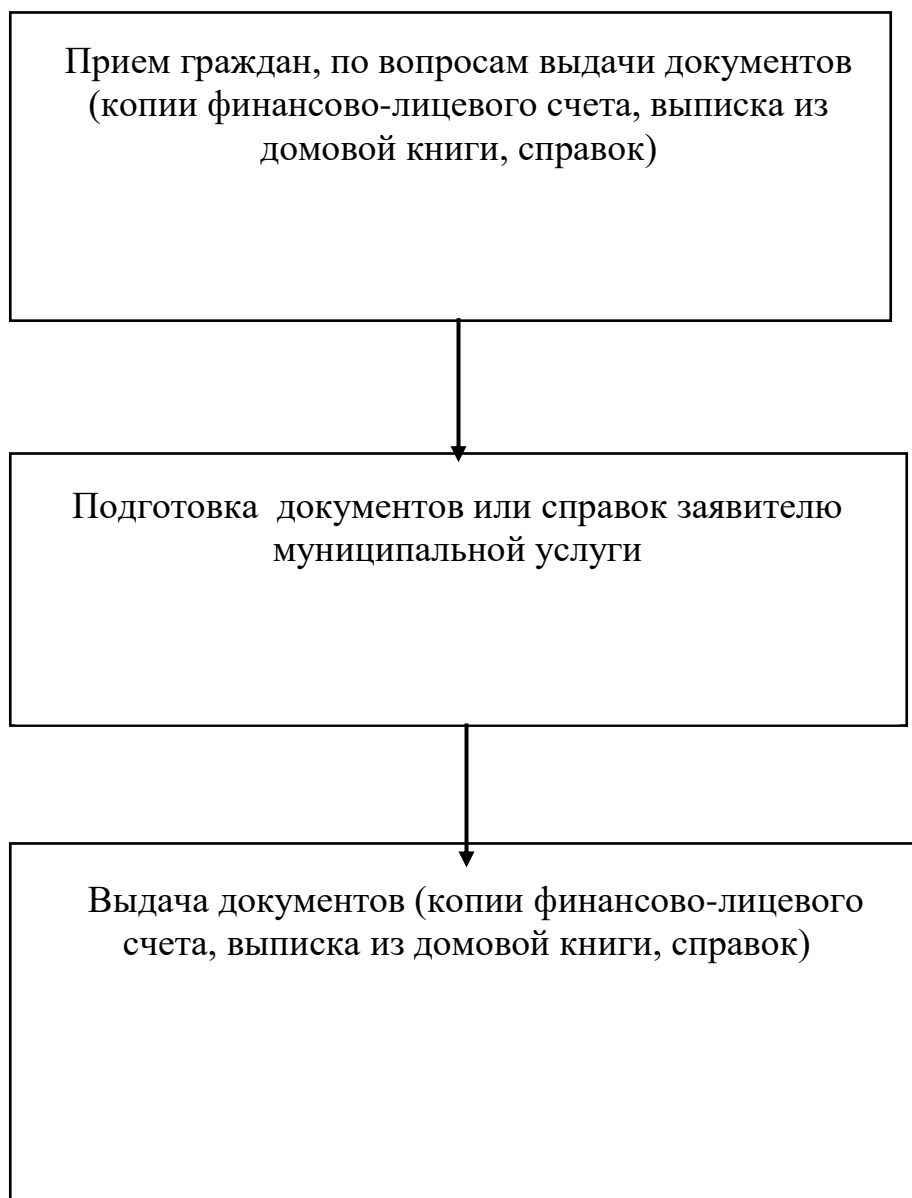 Прием граждан, по вопросам выдачи документов
(копии финансово-лицевого счета, выписка из
домовой книги, справок)
Подготовка  документов или справок заявителю
муниципальной услуги
Выдача документов (копии финансово-лицевого
счета, выписка из домовой книги, справок)